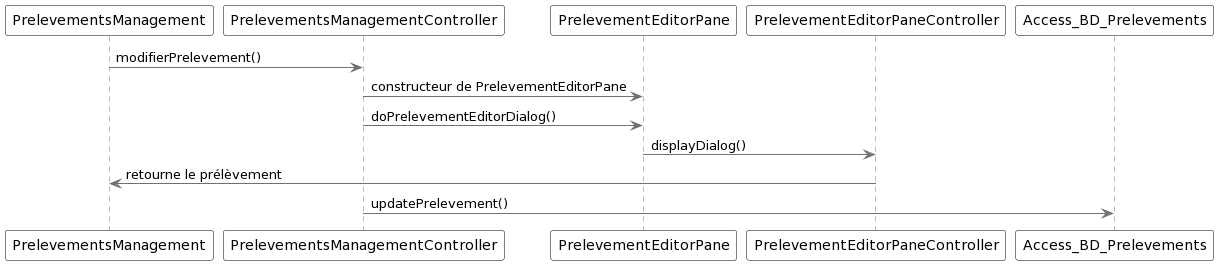 PrelevementsManagement PrelevementsManagementController PrelevementEditorPane PrelevementEditorPaneController Access_BD_Prelevements
modifierPrelevement()
constructeur de PrelevementEditorPane
doPrelevementEditorDialog()
displayDialog()
retourne le prélèvement
updatePrelevement()
PrelevementsManagement PrelevementsManagementController PrelevementEditorPane PrelevementEditorPaneController Access_BD_Prelevements